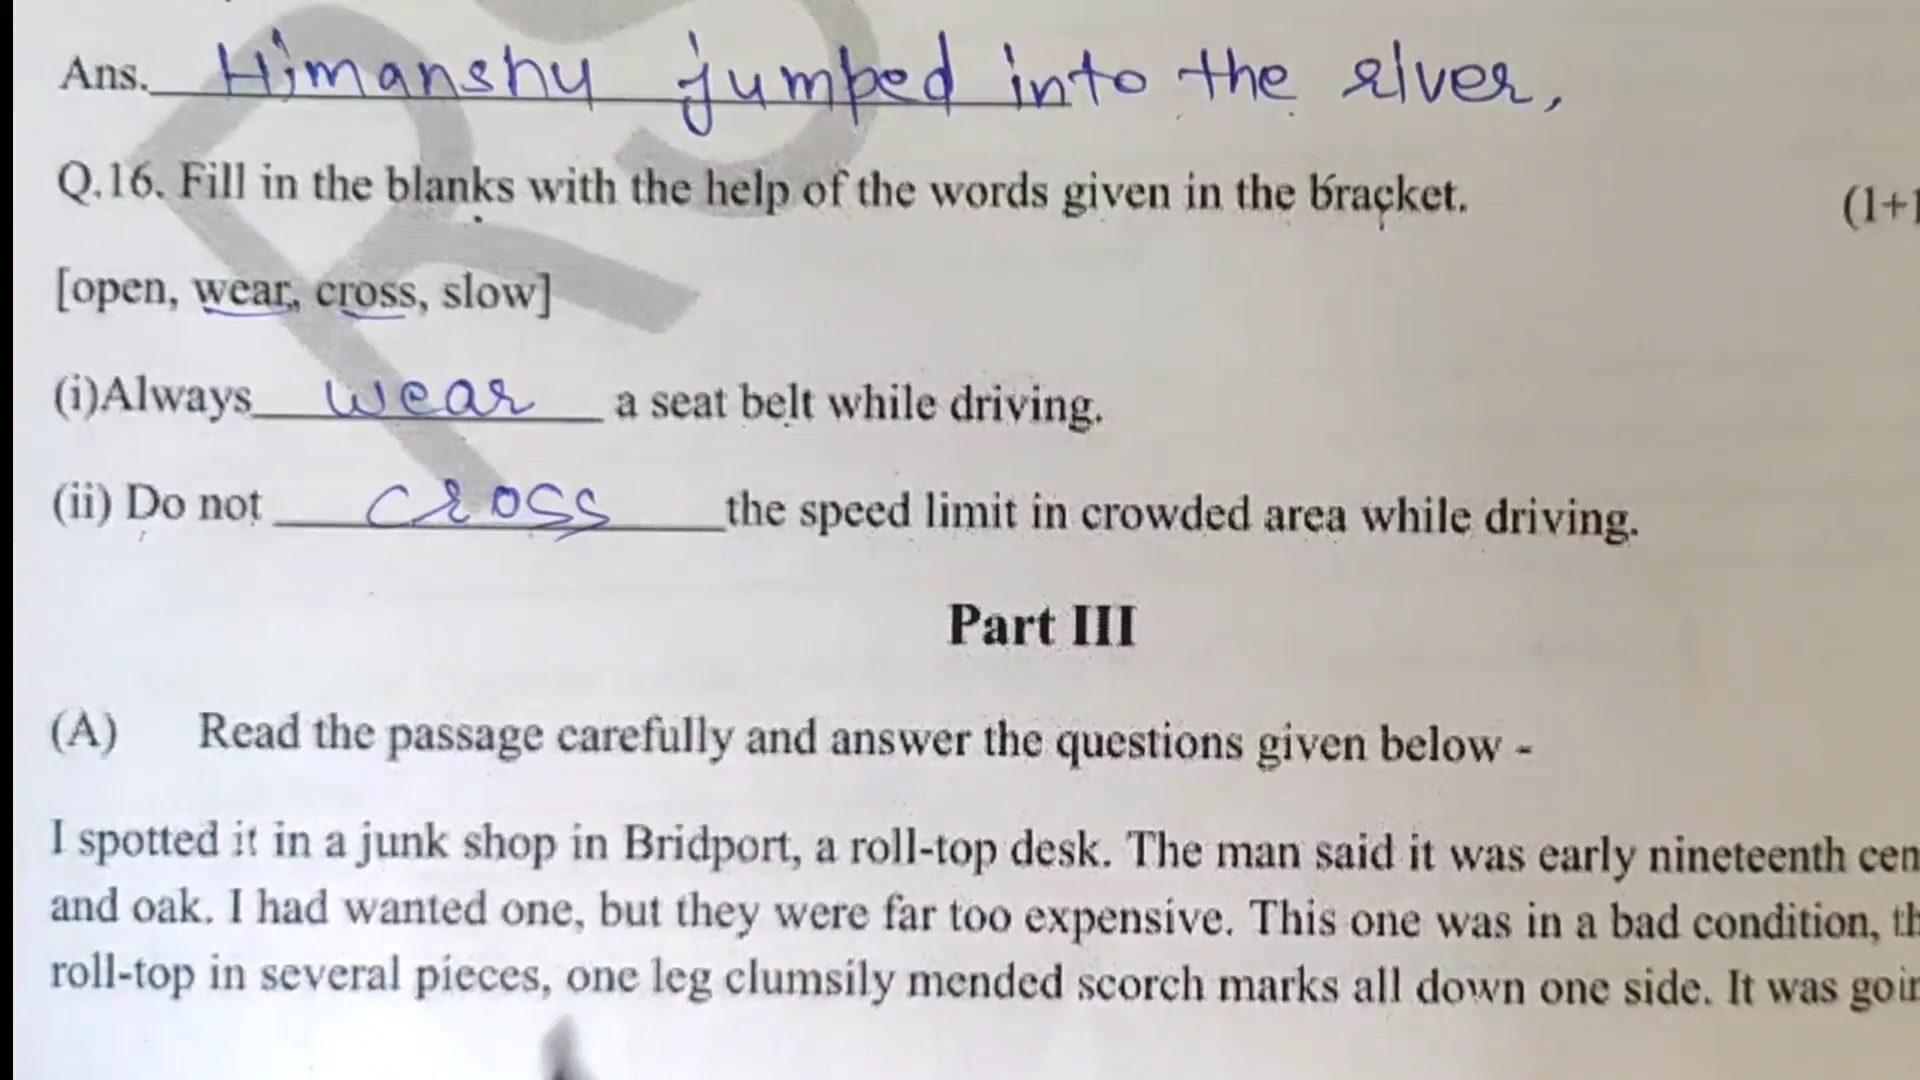 Ans. Himanshu jumped into the river,
Q.16. Fill in the blanks with the help of the words given in the bracket. (1+1
[open, wear, cross, slow]
(i)Always wear a seat belt while driving.
(ii) Do not cross the speed limit in crowded area while driving.
Part III
(A) Read the passage carefully and answer the questions given below -
I spotted it in a junk shop in Bridport, a roll-top desk. The man said it was early nineteenth cen
and oak. I had wanted one, but they were far too expensive. This one was in a bad condition, th
roll-top in several pieces, one leg clumsily mended scorch marks all down one side. It was goin